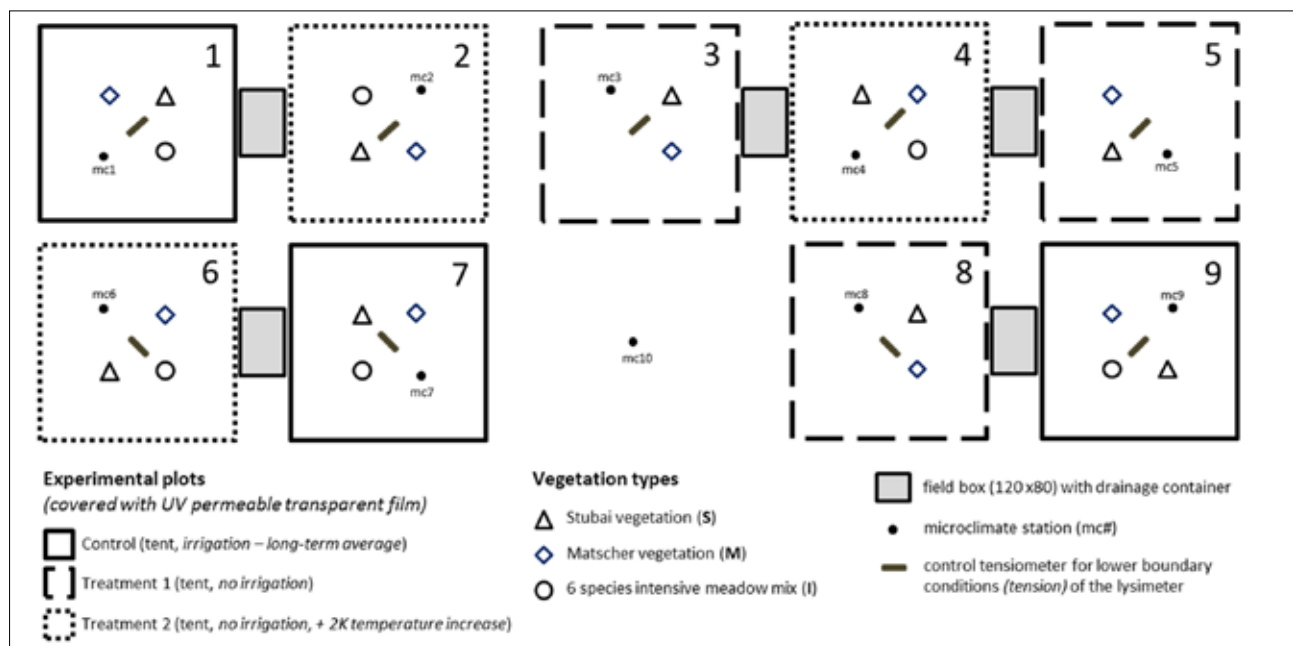 1
2
3
4
5
mc2
mc3
mc1
mc4
mc5
6
7
8
9
mc6
mc8
mc9
mc10
mc7
Experimental plots
(covered with UV permeable transparent film)
Control (tent, irrigation – long-term average)
Treatment 1 (tent, no irrigation)
Treatment 2 (tent, no irrigation, + 2K temperature increase)
Vegetation types
Stubai vegetation (S)
Matscher vegetation (M)
6 species intensive meadow mix (I)
field box (120 x80) with drainage container
microclimate station (mc#)
control tensiometer for lower boundary
conditions (tension) of the lysimeter